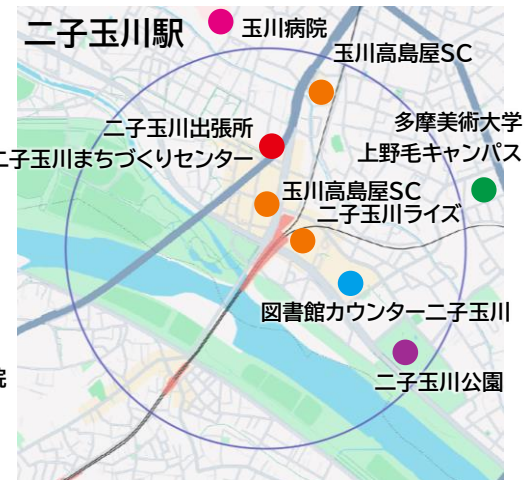 二子玉川駅
玉川病院
玉川高島屋SC
多摩美術大学
上野毛キャンパス
二子玉川出張所
二子玉川まちづくりセンター
玉川高島屋SC
二子玉川ライズ
図書館カウンター二子玉川
院
二子玉川公園